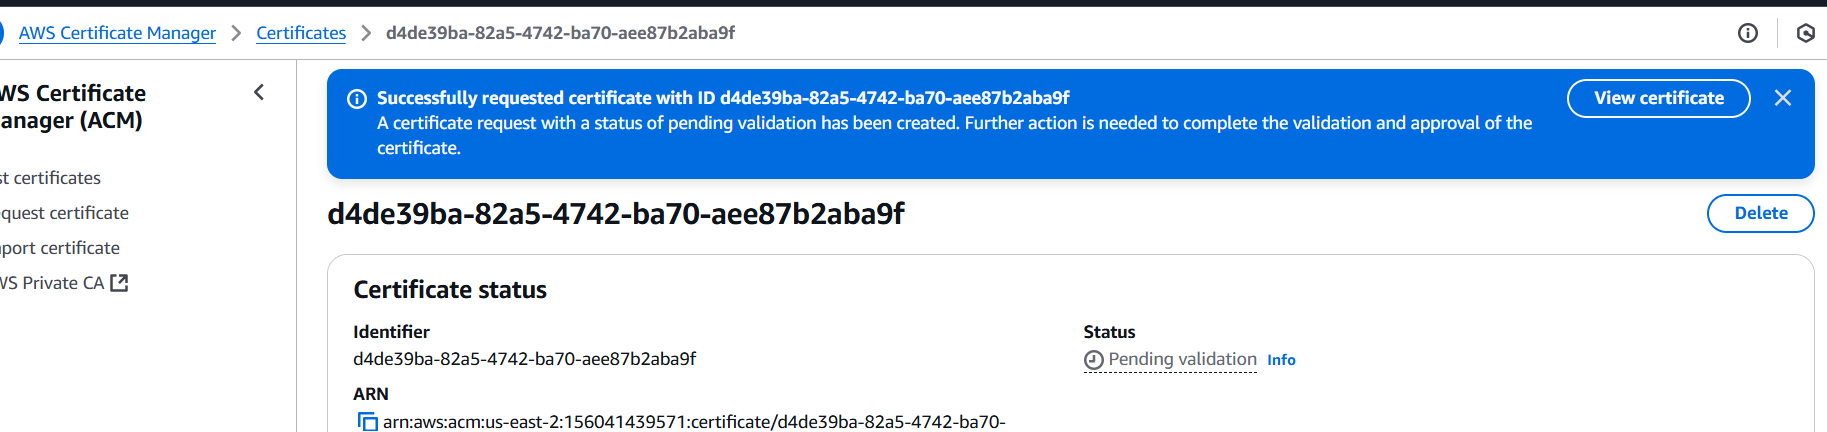 AWS Certificate Manager > Certificates > d4de39ba-82a5-4742-ba70-aee87b2aba9f
WS Certificate
anager (ACM)
st certificates
quest certificate
port certificate
WS Private CA
Successfully requested certificate with ID d4de39ba-82a5-4742-ba70-aee87b2aba9f
A certificate request with a status of pending validation has been created. Further action is needed to complete the validation and approval of the
certificate.
View certificate
d4de39ba-82a5-4742-ba70-aee87b2aba9f
Delete
Certificate status
Identifier
d4de39ba-82a5-4742-ba70-aee87b2aba9f
Status
Pending validation Info
ARN
arn:aws:acm:us-east-2:156041439571:certificate/d4de39ba-82a5-4742-ba70-